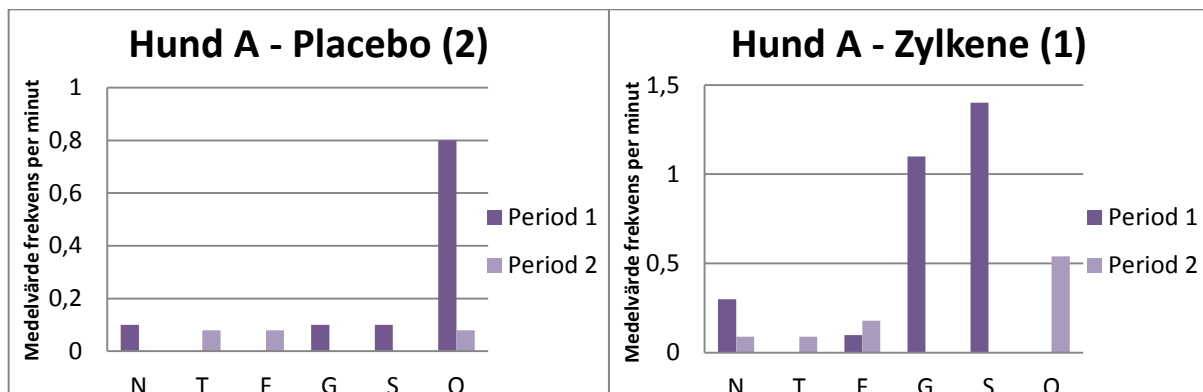 Hund A - Placebo (2)
Medelvärde frekvens per minut
1
0,8
0,6
0,4
0,2
0
N T F G S O
Period 1
Period 2
Hund A - Zylkene (1)
Medelvärde frekvens per minut
1,5
1
0,5
0
N T F G S O
Period 1
Period 2